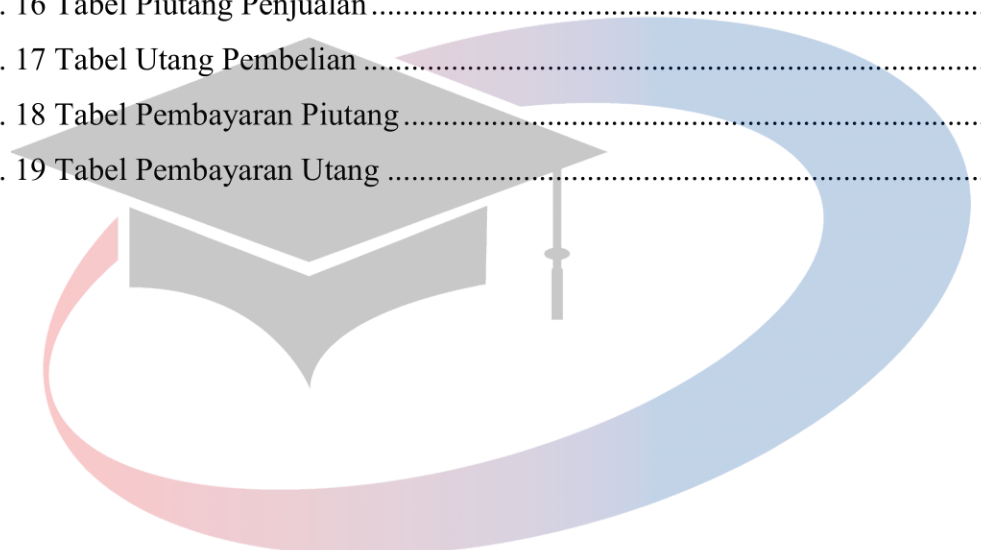 . 16 Tabel Piutang Penjualan......................................................................
. 17 Tabel Utang Pembelian ......................................................................
. 18 Tabel Pembayaran Piutang..................................................................
. 19 Tabel Pembayaran Utang ...................................................................